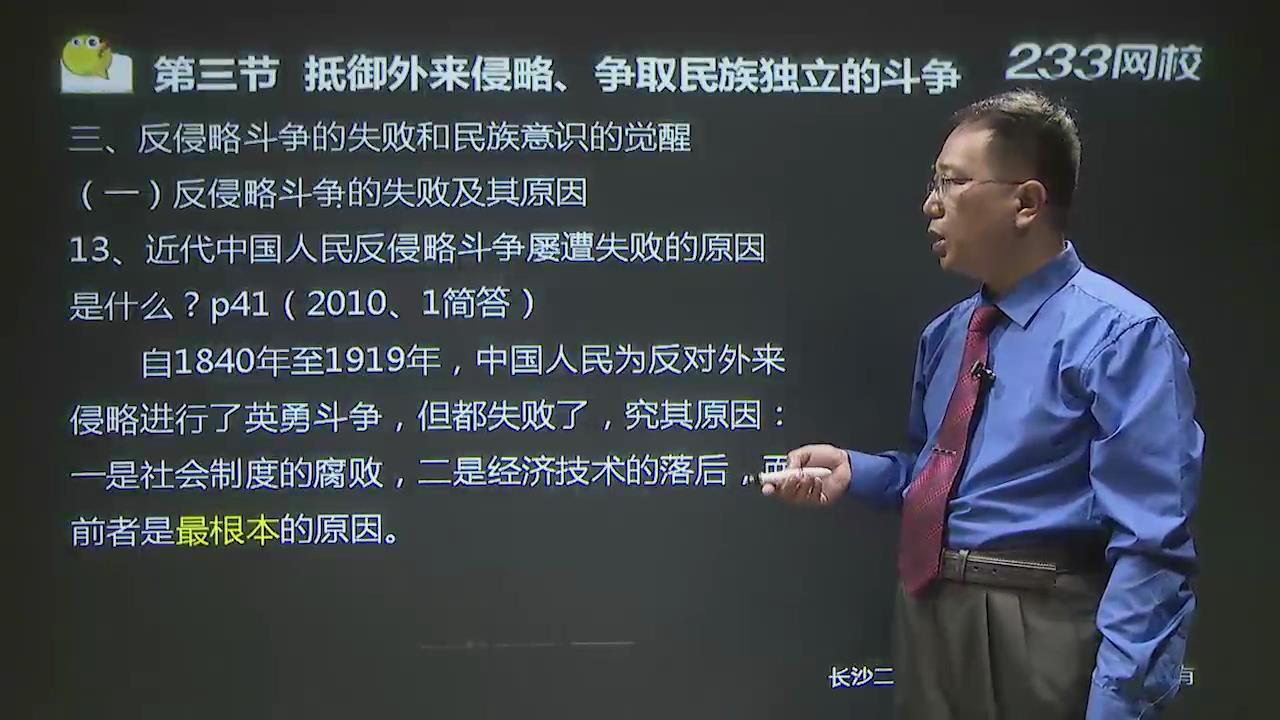 第三节 抵御外来侵略、争取民族独立的斗争
233网校
三、反侵略斗争的失败和民族意识的觉醒
（一）反侵略斗争的失败及其原因
13、近代中国人民反侵略斗争屡遭失败的原因
是什么？p41（2010、1简答）
自1840年至1919年，中国人民为反对外来
侵略进行了英勇斗争，但都失败了，究其原因：
一是社会制度的腐败，二是经济技术的落后，而
前者是最根本的原因。
长沙二
有